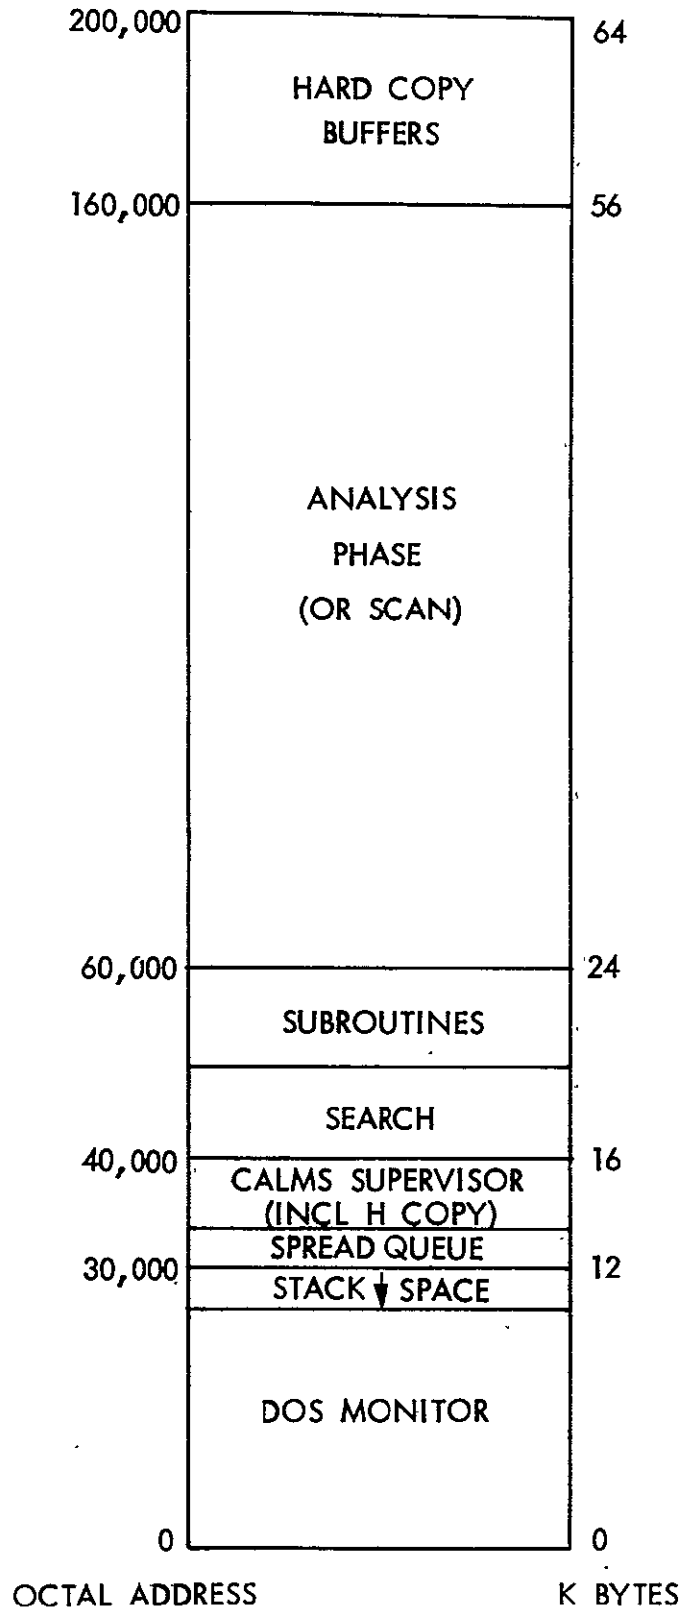 200,000 64
HARD COPY
BUFFERS
160,000 56
ANALYSIS
PHASE
(OR SCAN)
60,000 24
SUBROUTINES
SEARCH
40,000 16
CALMS SUPERVISOR
(INCL H COPY)
SPREAD QUEUE
30,000 12
STACK SPACE
DOS MONITOR
0 0
OCTAL ADDRESS K BYTES